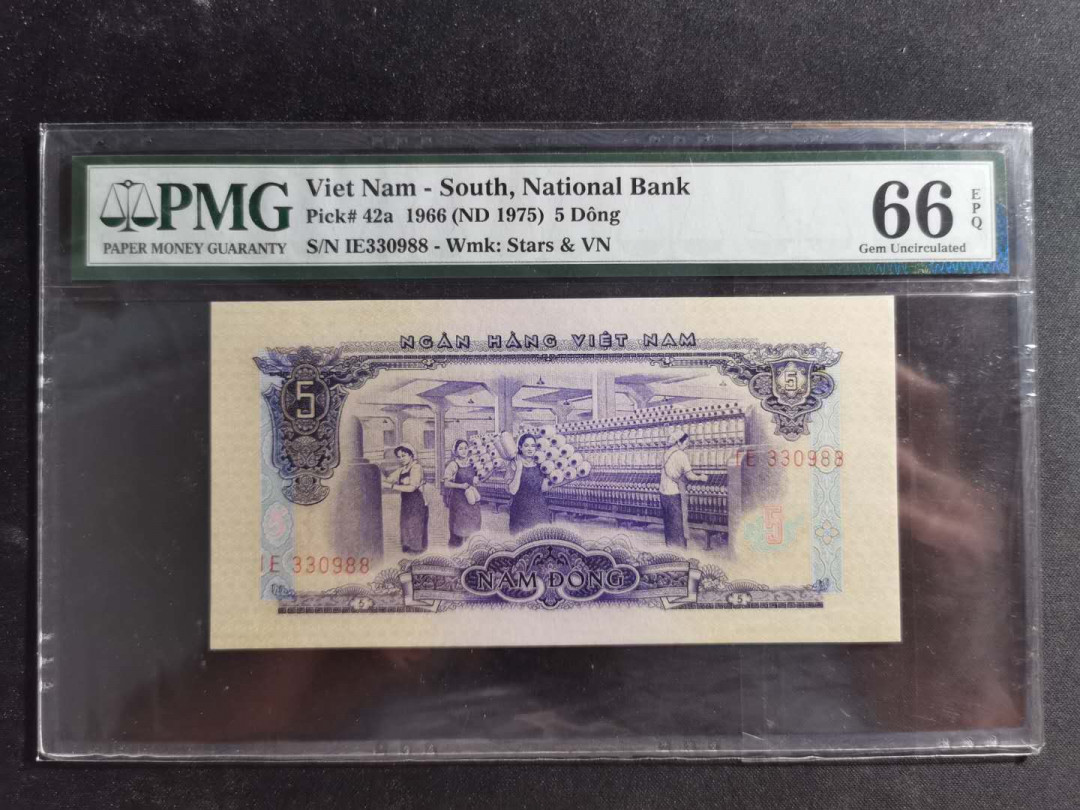 PMG
PAPER MONEY GUARANTY
Viet Nam - South, National Bank
Pick# 42a 1966 (ND 1975) 5 Dông
S/N IE330988 - Wmk: Stars & VN
66
EPQ
Gem Uncirculated
NGÂN HÀNG VIỆT NAM
5
5
IE 330988
5
IE 330988
NĂM ĐỒNG
5
5